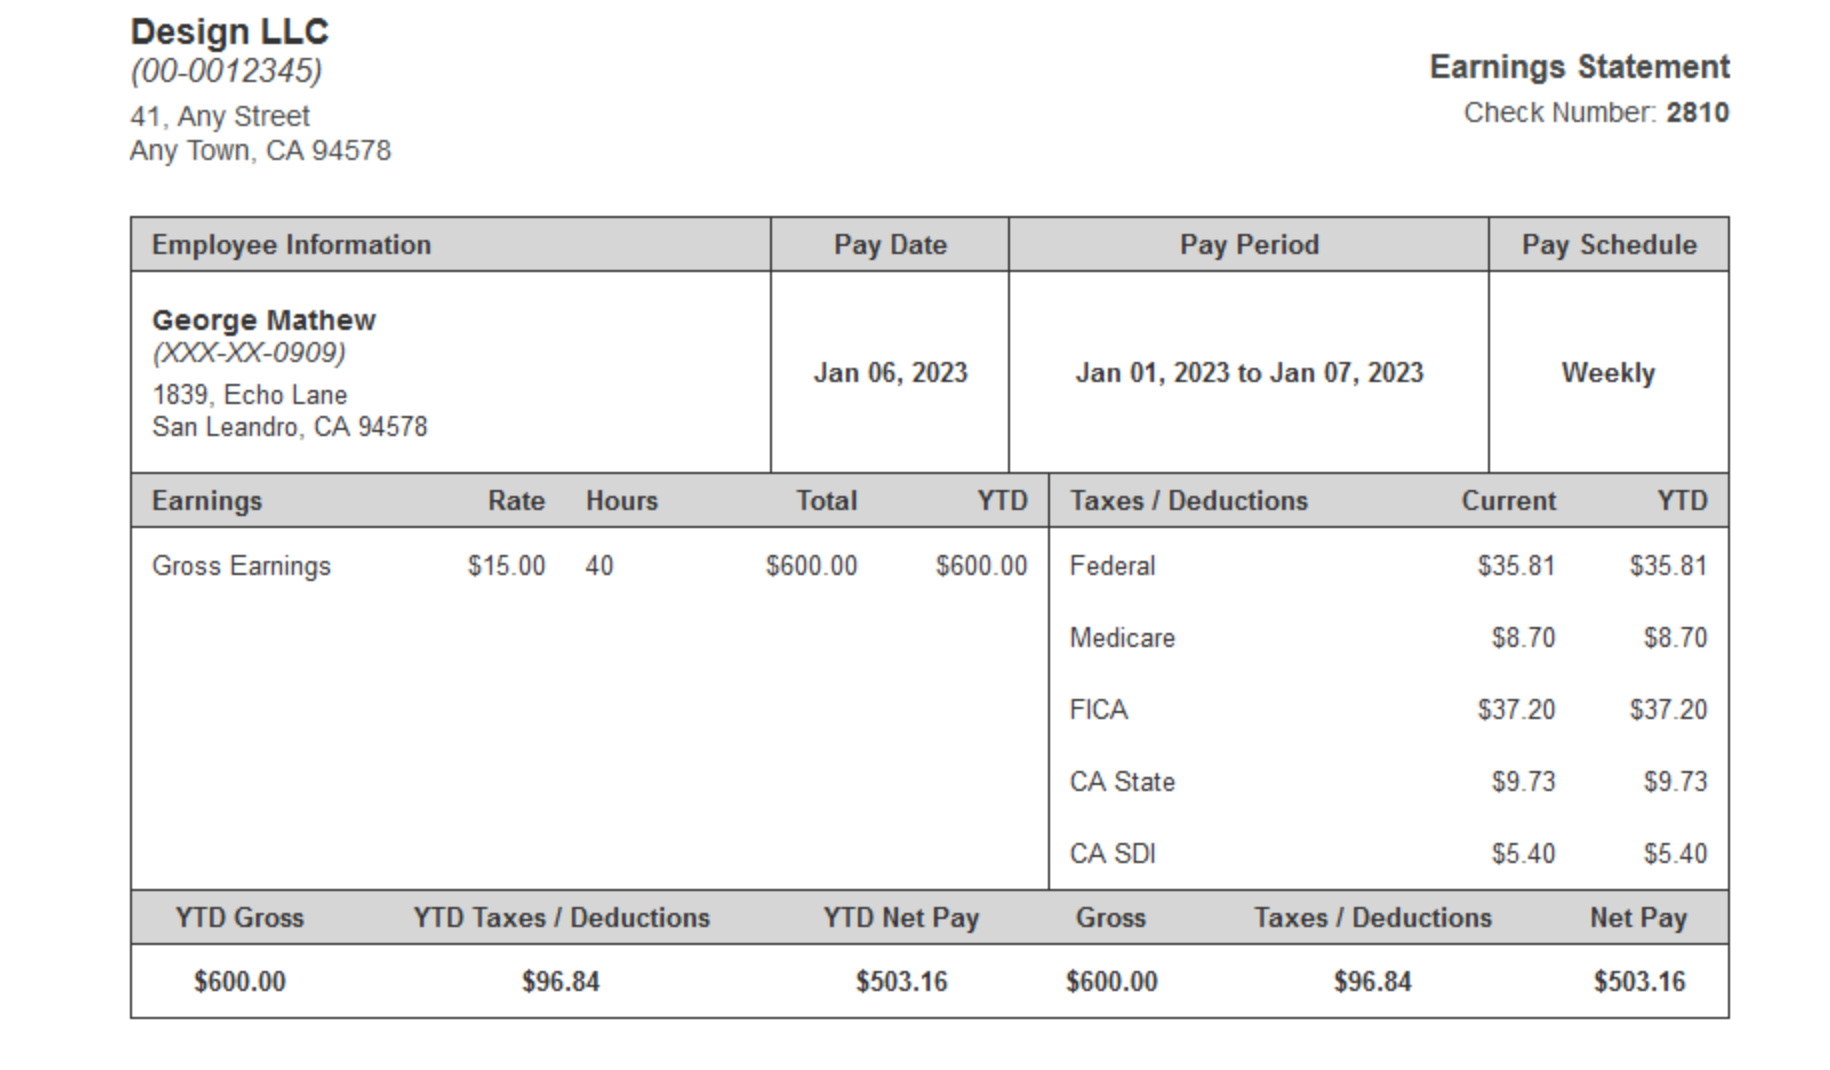 Design LLC
(00-0012345)
41, Any Street
Any Town, CA 94578
Earnings Statement
Check Number: 2810
Employee Information Pay Date Pay Period Pay Schedule
George Mathew
(XXX-XX-0909)
1839, Echo Lane
San Leandro, CA 94578
Jan 06, 2023 Jan 01, 2023 to Jan 07, 2023 Weekly
Earnings Rate Hours Total YTD Taxes / Deductions Current YTD
Gross Earnings $15.00 40 $600.00 $600.00 Federal $35.81 $35.81
Medicare $8.70 $8.70
FICA $37.20 $37.20
CA State $9.73 $9.73
CA SDI $5.40 $5.40
YTD Gross YTD Taxes / Deductions YTD Net Pay Gross Taxes / Deductions Net Pay
$600.00 $96.84 $503.16 $600.00 $96.84 $503.16